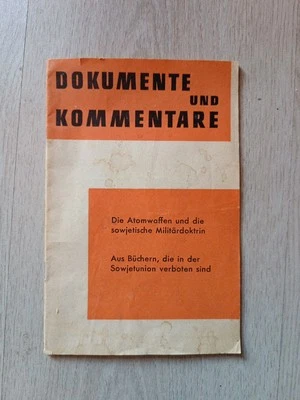 DOKUMENTE
UND
KOMMENTARE
Die Atomwaffen und die
sowjetische Militärdoktrin
Aus Büchern, die in der
Sowjetunion verboten sind